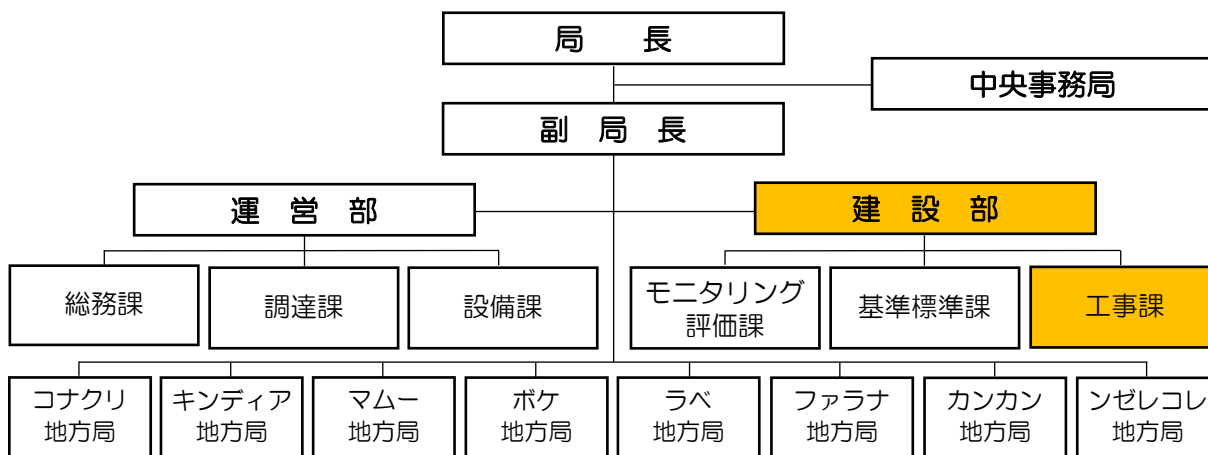 局　長
中央事務局
副　局　長
運　営　部
建　設　部
総務課
調達課
設備課
モニタリング
評価課
基準標準課
工事課
コナクリ
地方局
キンディア
地方局
マムー
地方局
ボケ
地方局
ラベ
地方局
ファラナ
地方局
カンカン
地方局
ンゼレコレ
地方局